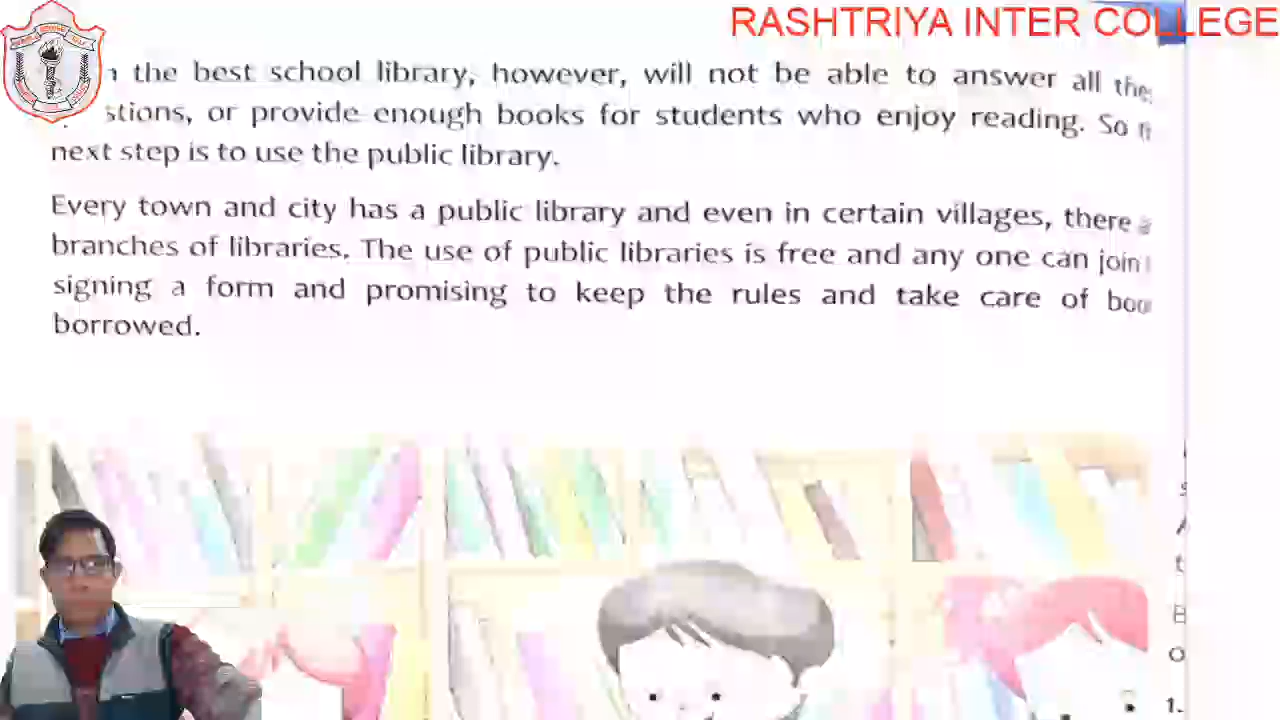 RASHTRIYA INTER COLLEGE
the best school library, however, will not be able to answer all
or provide enough books for students who enjoy reading. So
next step is to use the public library.
Every town and city has a public library and even in certain villages, there
branches of libraries. The use of public libraries is free and any one can join
signing a form and promising to keep the rules and take care of
borrowed.
1.